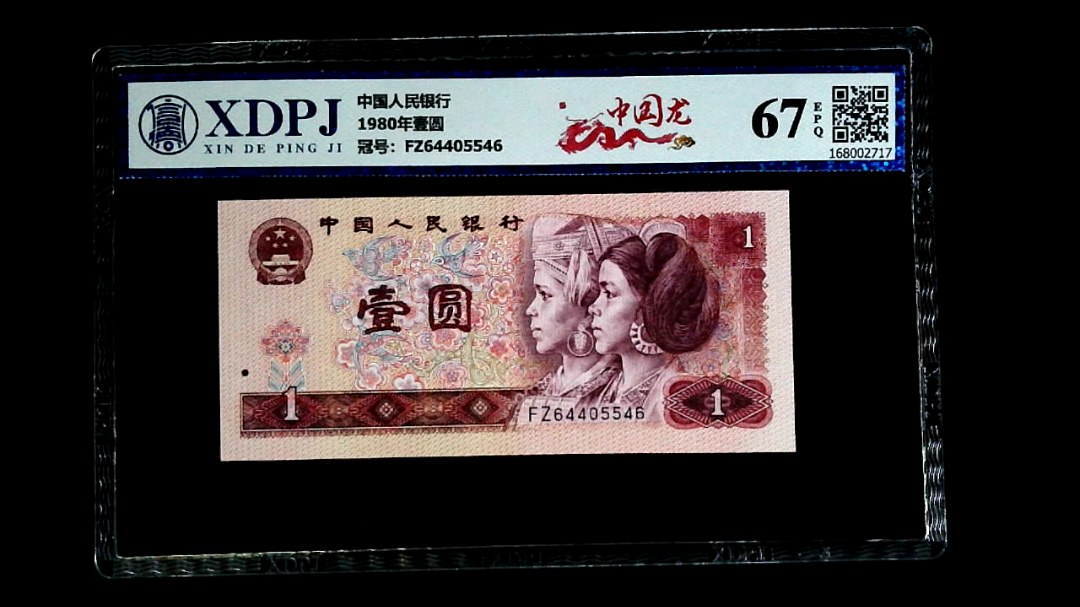 XDPJ
XIN DE PING JI
中国人民银行
1980年壹圆
冠号：FZ64405546
中国龙
67
EPQ
168002717
中国人民银行
1
壹圆
1
FZ64405546
1